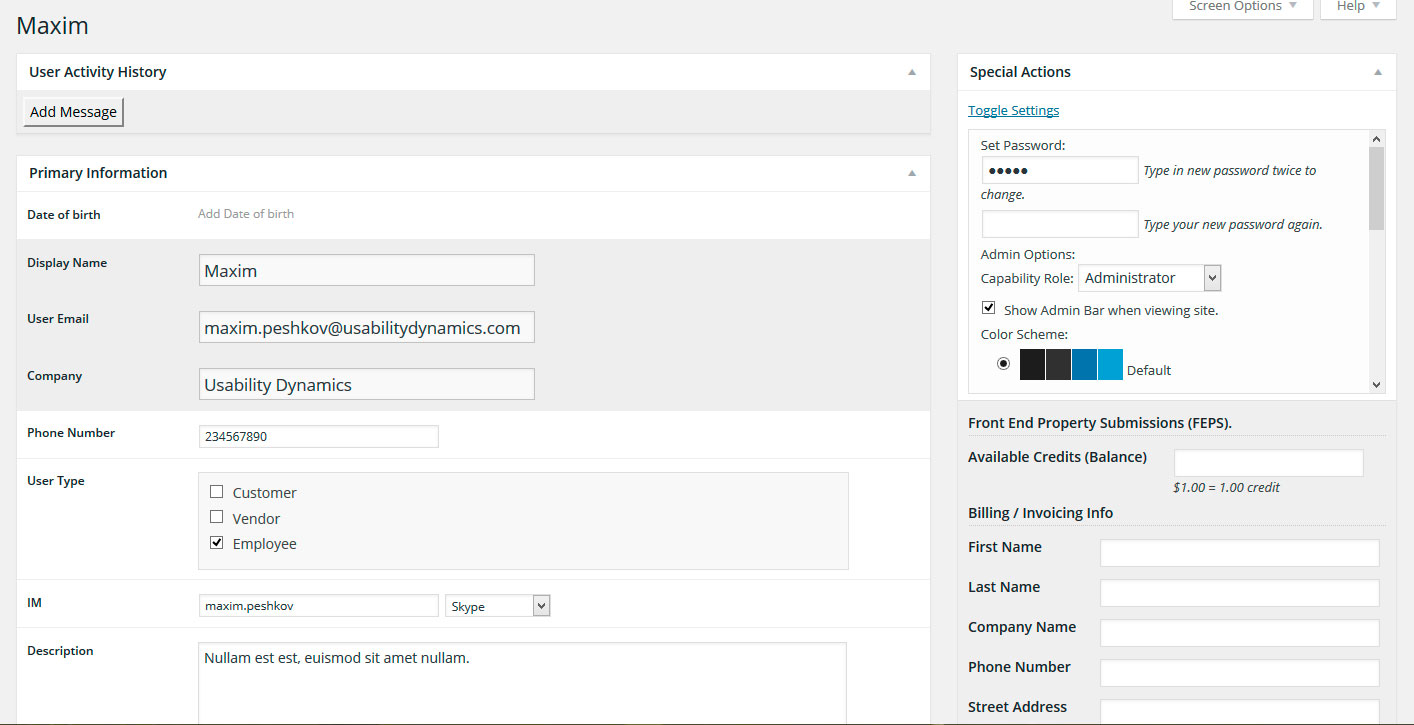 Screen Options
Help
Maxim
User Activity History
Add Message
Primary Information
Date of birth
Add Date of birth
Display Name
Maxim
User Email
maxim.peshkov@usabilitydynamics.com
Company
Usability Dynamics
Phone Number
234567890
User Type
Customer
Vendor
Employee
IM
maxim.peshkov
Skype
Description
Nullam est est, euismod sit amet nullam.
Special Actions
Toggle Settings
Set Password:
●●●●● Type in new password twice to
change.
Type your new password again.
Admin Options:
Capability Role: Administrator
Show Admin Bar when viewing site.
Color Scheme:
Default
Front End Property Submissions (FEPS).
Available Credits (Balance)
$1.00 = 1.00 credit
Billing / Invoicing Info
First Name
Last Name
Company Name
Phone Number
Street Address